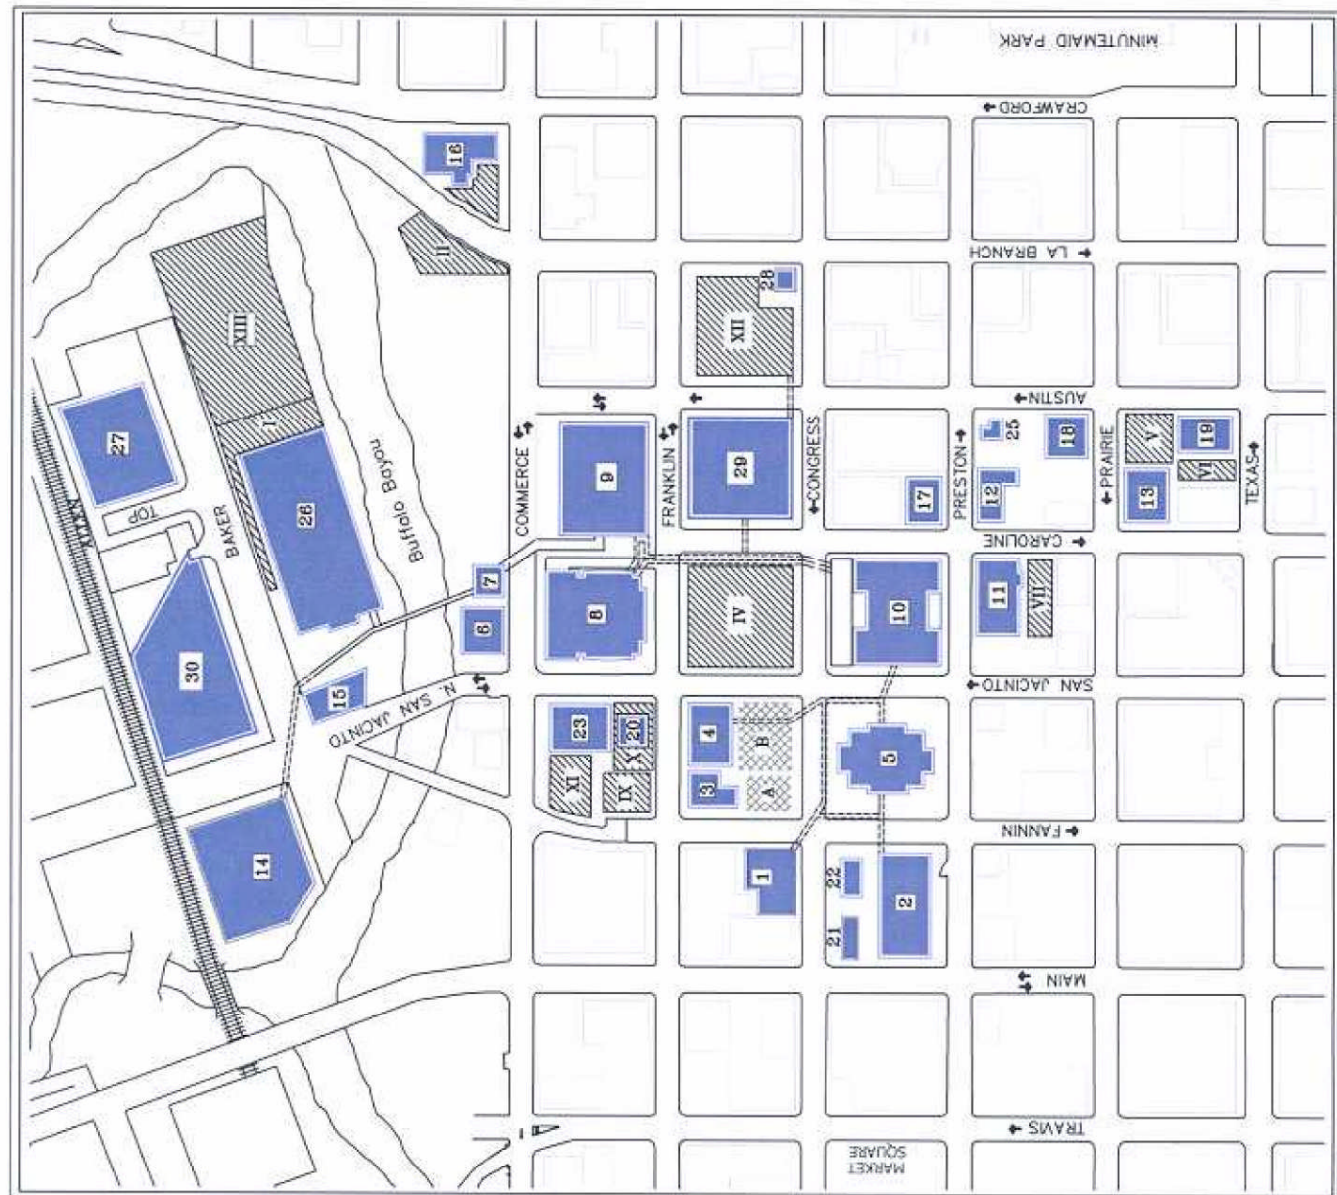 MINUTEMAID PARK
CRAWFORD
16
II
LA BRANCH
28
XII
XIII
I
27
AUSTIN
25
18
V
19
TOP
26
BAKER
Buffalo Bayou
COMMERCE
9
FRANKLIN
29
CONGRESS
17
PRESTON
12
PRAIRIE
13
VI
TEXAS
CAROLINE
7
6
8
IV
10
11
VII
30
15
N. SAN JACINTO
SAN JACINTO
23
20
X
XI
IX
4
3
B
A
5
FANNIN
14
1
22
21
2
MAIN
TRAVIS
MARKET
SQUARE